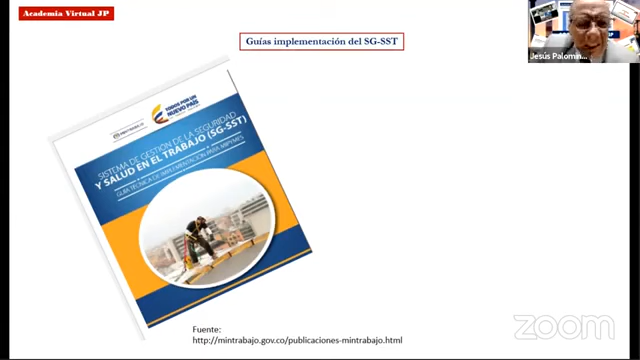 Academia Virtual JP
Guías implementación del SG-SST
Jesús Palomin...
TODOS POR UN
NUEVO PAÍS
SISTEMA DE GESTIÓN DE LA SEGURIDAD
Y SALUD EN EL TRABAJO (SG-SST)
GUÍA TÉCNICA DE IMPLEMENTACIÓN PARA MIPYMES
Fuente:
http://mintrabajo.gov.co/publicaciones-mintrabajo.html
zoom